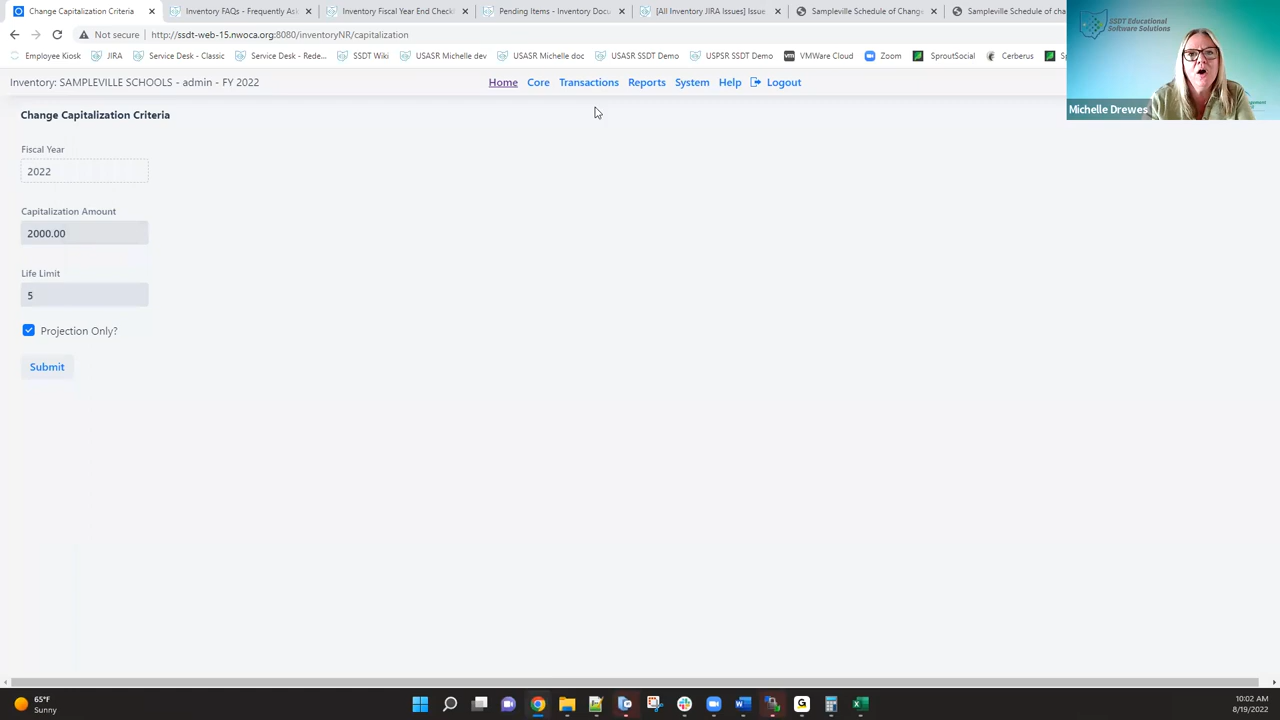 Change Capitalization Criteria
Inventory FAQs - Frequently Ask
Inventory Fiscal Year End Check
Pending Items - Inventory Docu
[All Inventory JIRA Issues] Issue
Sampleville Schedule of Change
Sampleville Schedule of cha
Not secure | http://ssdt-web-15.nwoca.org:8080/inventoryNR/capitalization
Employee Kiosk JIRA Service Desk - Classic Service Desk - Rede... SSDT Wiki USASR Michelle dev USASR Michelle doc USASR SSDT Demo USPSR SSDT Demo VMWare Cloud Zoom SproutSocial Cerberus Sp
Inventory: SAMPLEVILLE SCHOOLS - admin - FY 2022
Home Core Transactions Reports System Help Logout
SSDT Educational
Software Solutions
Michelle Drewes
Change Capitalization Criteria
Fiscal Year
2022
Capitalization Amount
2000.00
Life Limit
5
Projection Only?
Submit
65°F
Sunny
10:02 AM
8/19/2022